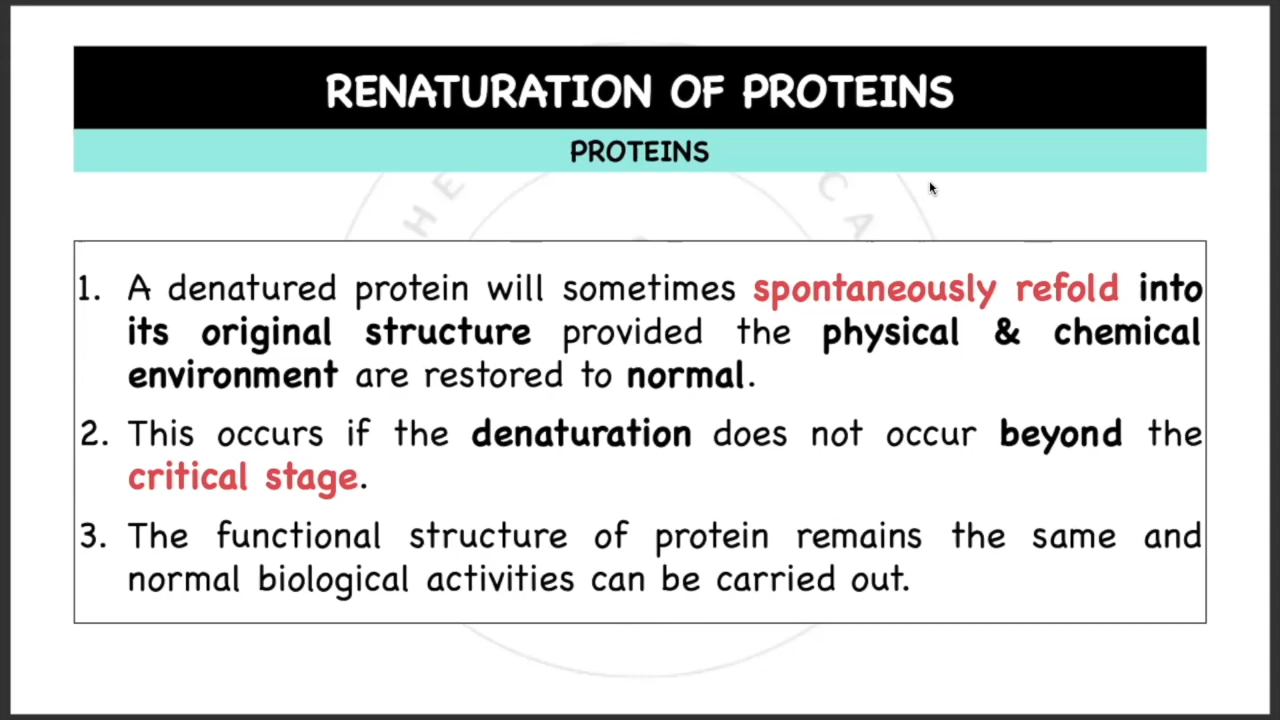 RENATURATION OF PROTEINS
PROTEINS
HE CA
1. A denatured protein will sometimes spontaneously refold into
its original structure provided the physical & chemical
environment are restored to normal.
2. This occurs if the denaturation does not occur beyond the
critical stage.
3. The functional structure of protein remains the same and
normal biological activities can be carried out.